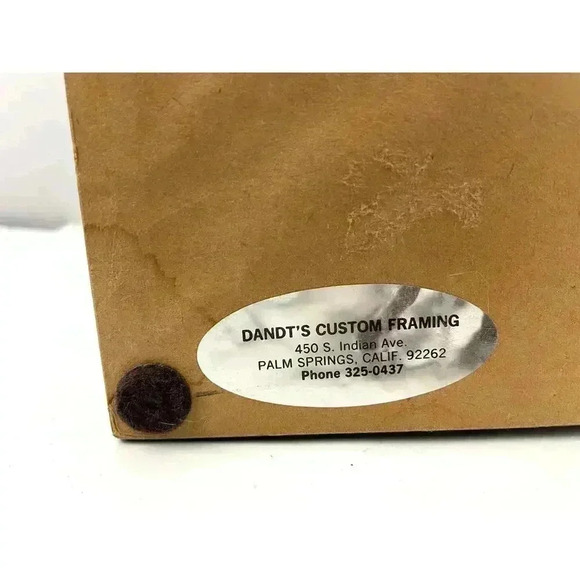 DANDT'S CUSTOM FRAMING
450 S. Indian Ave.
PALM SPRINGS, CALIF. 92262
Phone 325-0437